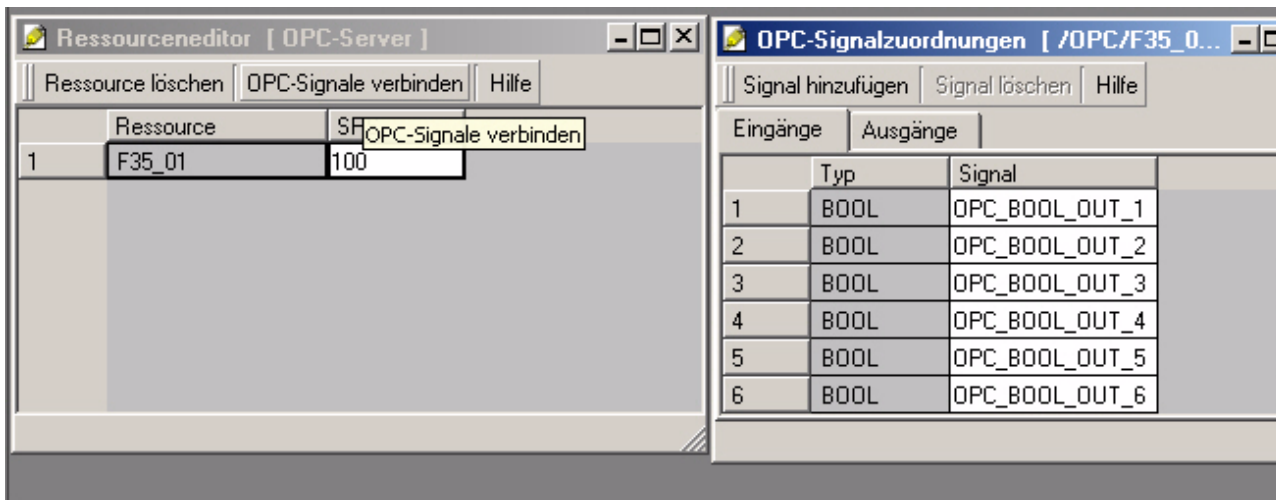 Ressourceneditor [ OPC-Server ]
Ressource löschen OPC-Signale verbinden Hilfe
Ressource
OPC-Signale verbinden
1 F35_01 100
OPC-Signalzuordnungen [ /OPC/F35_0...
Signal hinzufügen Signal löschen Hilfe
Eingänge Ausgänge
Typ Signal
1 BOOL OPC_BOOL_OUT_1
2 BOOL OPC_BOOL_OUT_2
3 BOOL OPC_BOOL_OUT_3
4 BOOL OPC_BOOL_OUT_4
5 BOOL OPC_BOOL_OUT_5
6 BOOL OPC_BOOL_OUT_6